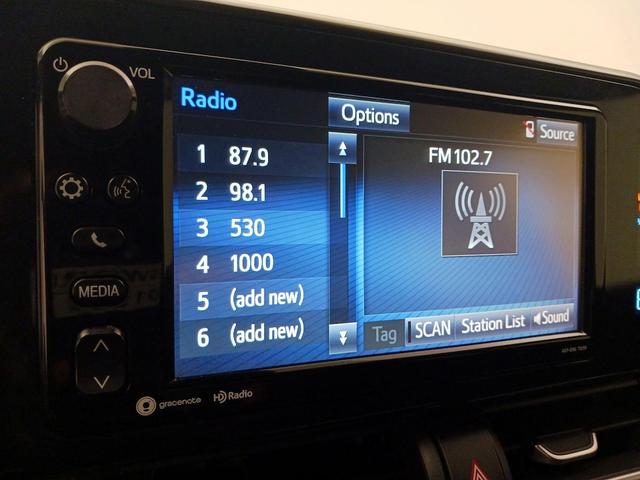 VOL
Radio
Options
Source
1 87.9
2 98.1
3 530
4 1000
5 (add new)
6 (add new)
FM 102.7
Tag
SCAN
Station List
Sound
MEDIA
gracenote
HD Radio